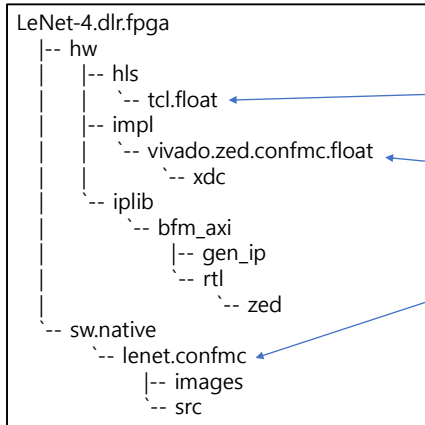 LeNet-4.dlr.fpga
|-- hw
| |-- hls
| | `-- tcl.float
| |-- impl
| | `-- vivado.zed.confmc.float
| | `-- xdc
| `-- iplib
| `-- bfm_axi
| |-- gen_ip
| `-- rtl
| `-- zed
`-- sw.native
`-- lenet.confmc
|-- images
`-- src